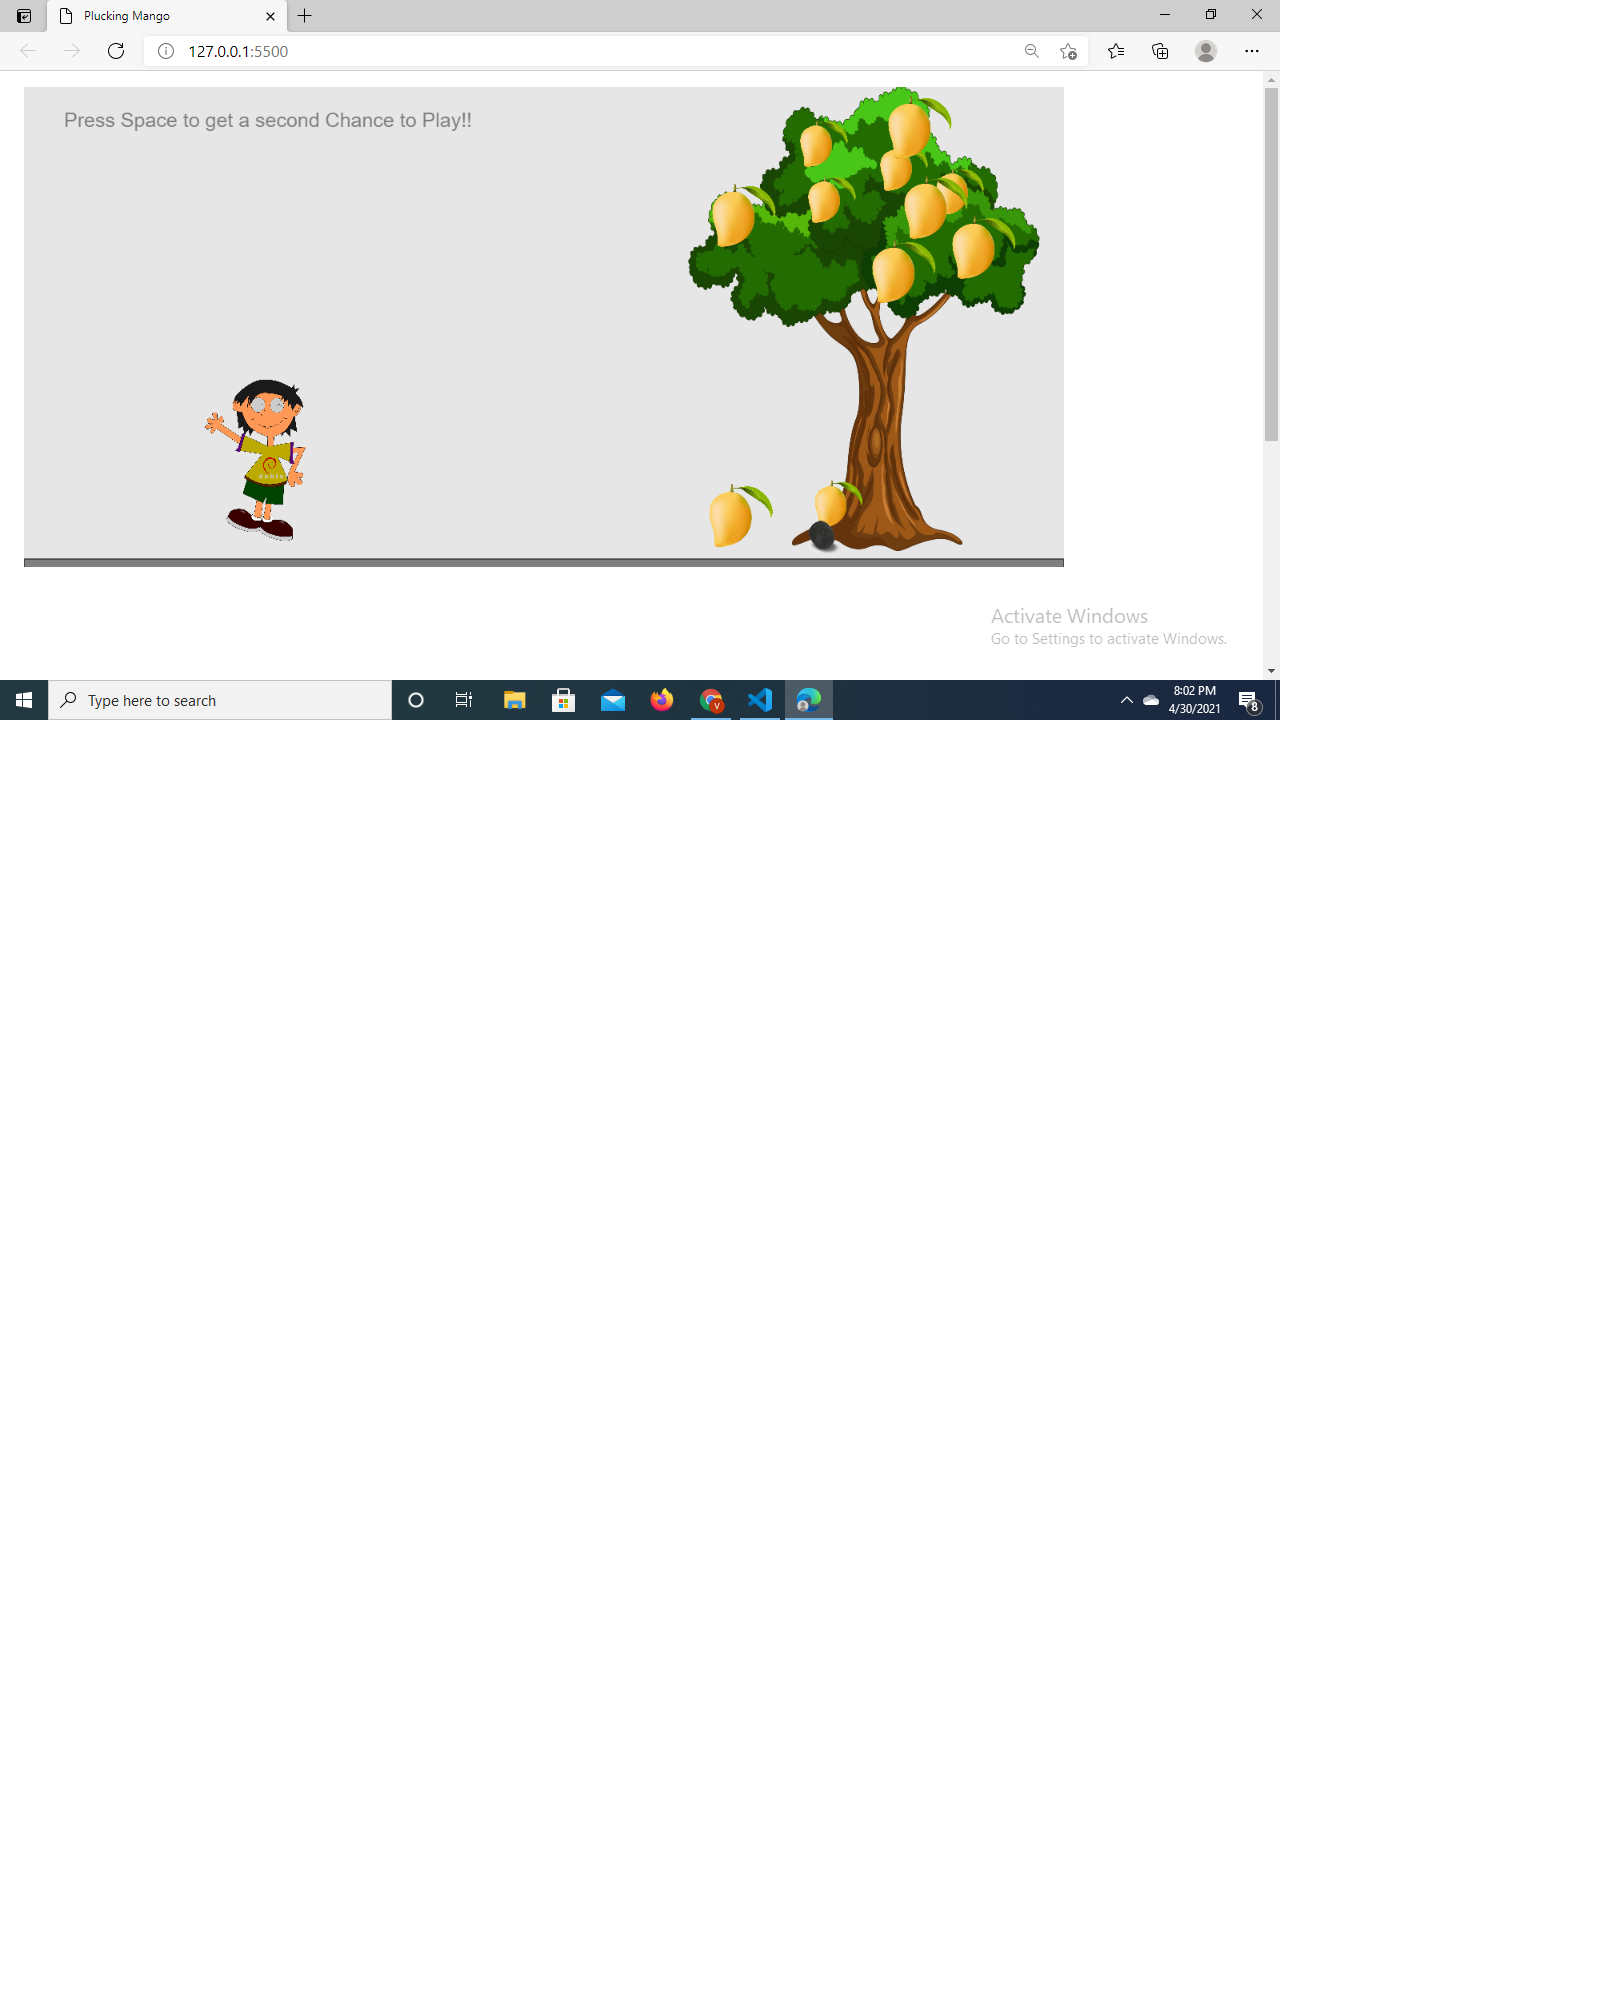 Plucking Mango
127.0.0.1:5500
Press Space to get a second Chance to Play!!
Activate Windows
Go to Settings to activate Windows.
Type here to search
V
8:02 PM
4/30/2021
8